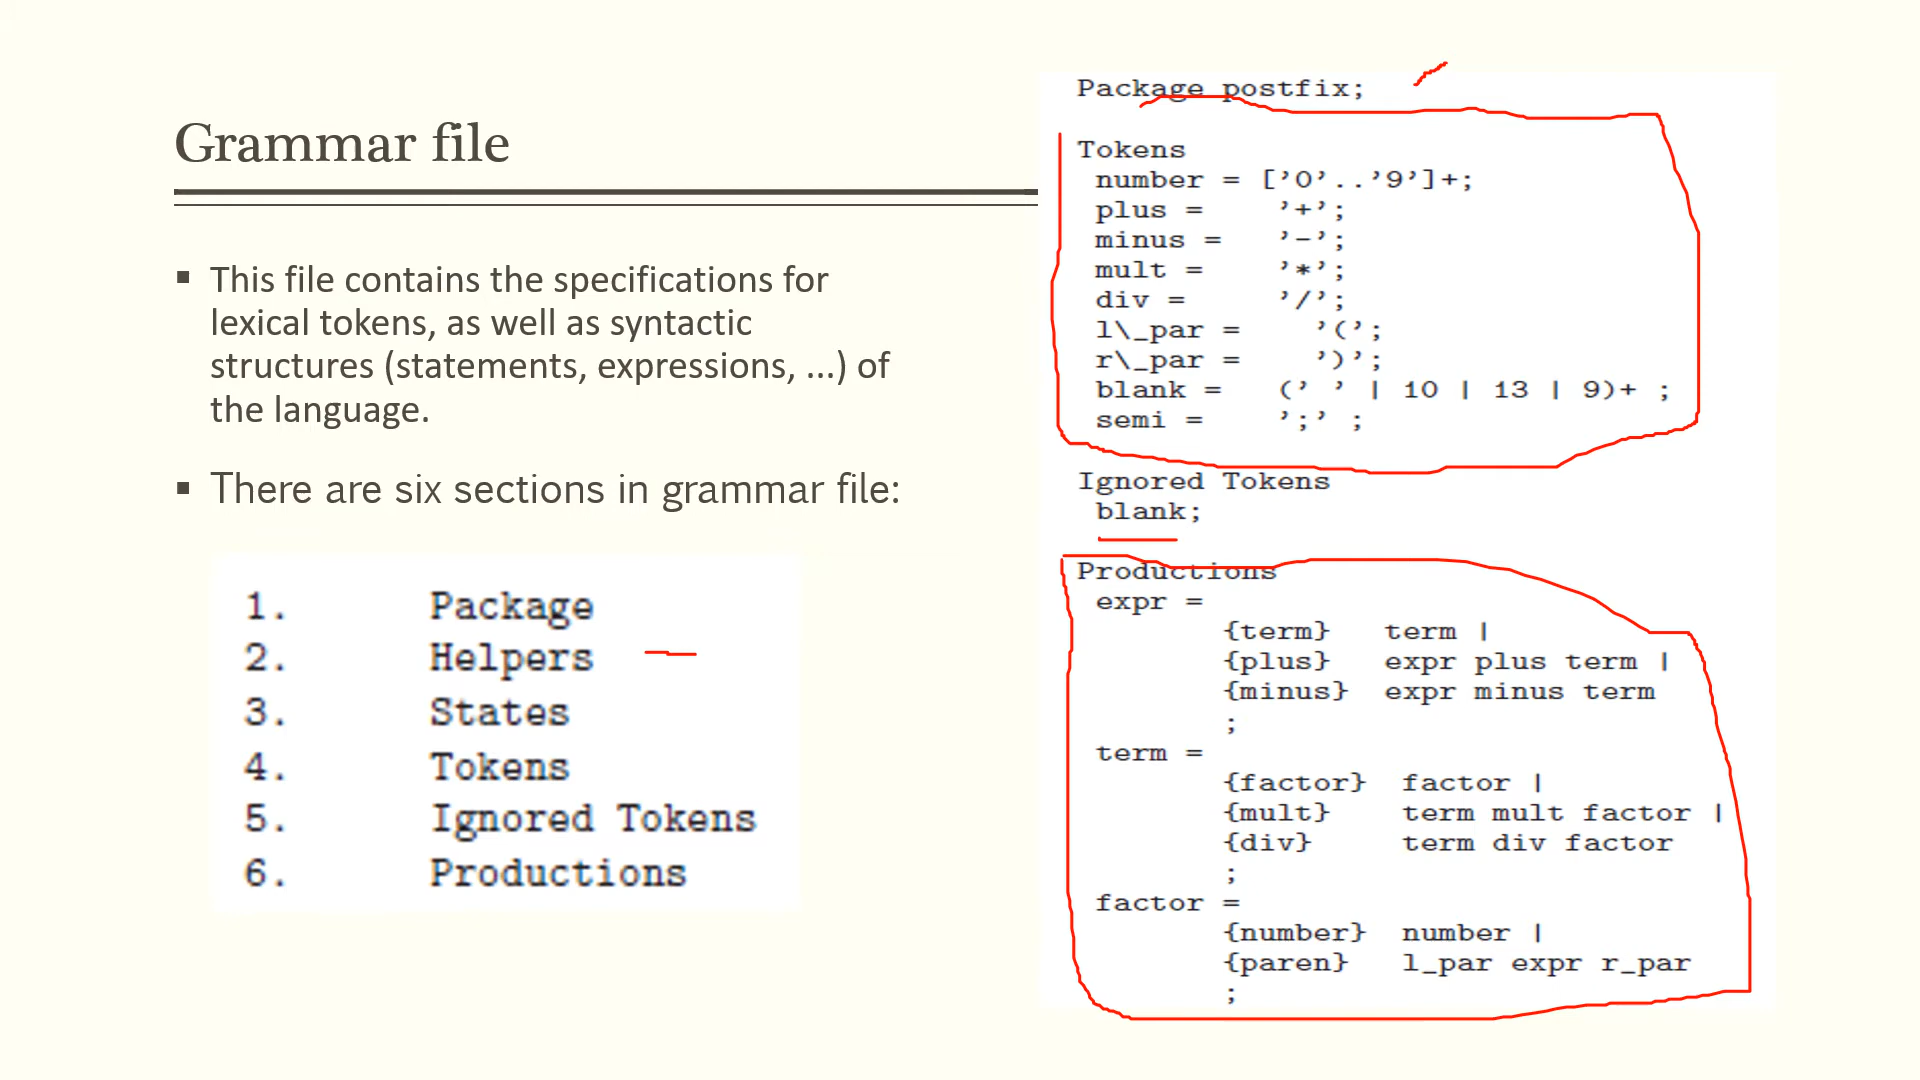 Grammar file
▪ This file contains the specifications for
lexical tokens, as well as syntactic
structures (statements, expressions, ...) of
the language.
▪ There are six sections in grammar file:
1. Package
2. Helpers
3. States
4. Tokens
5. Ignored Tokens
6. Productions
Package postfix;
Tokens
number = [’0’..’9’]+;
plus = ’+’;
minus = ’-’;
mult = ’*’;
div = ’/’;
l\_par = ’(’;
r\_par = ’)’;
blank = (’ ’ | 10 | 13 | 9)+ ;
semi = ’;’ ;
Ignored Tokens
blank;
Productions
expr =
{term} term |
{plus} expr plus term |
{minus} expr minus term
;
term =
{factor} factor |
{mult} term mult factor |
{div} term div factor
;
factor =
{number} number |
{paren} l_par expr r_par
;